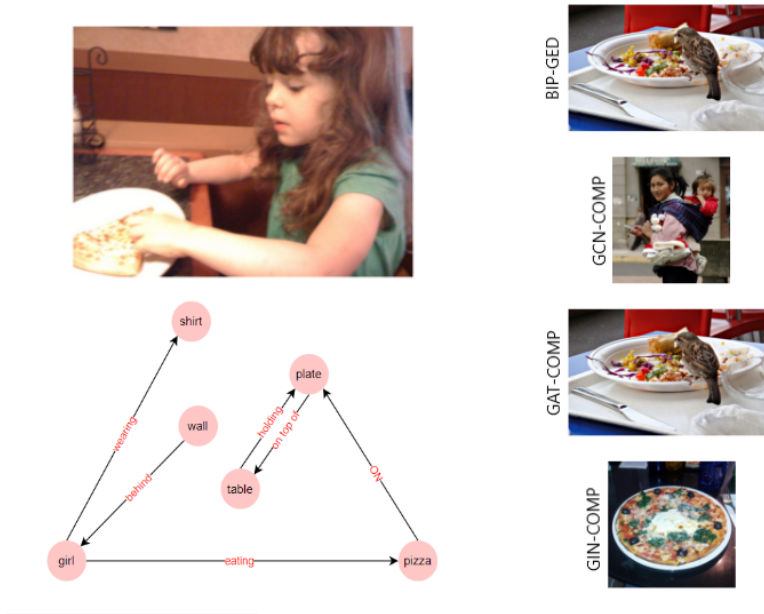 BIP-GED
GCN-COMP
GAT-COMP
GIN-COMP
shirt
plate
wearing
holding
on top of
wall
behind
table
ON
girl
eating
pizza